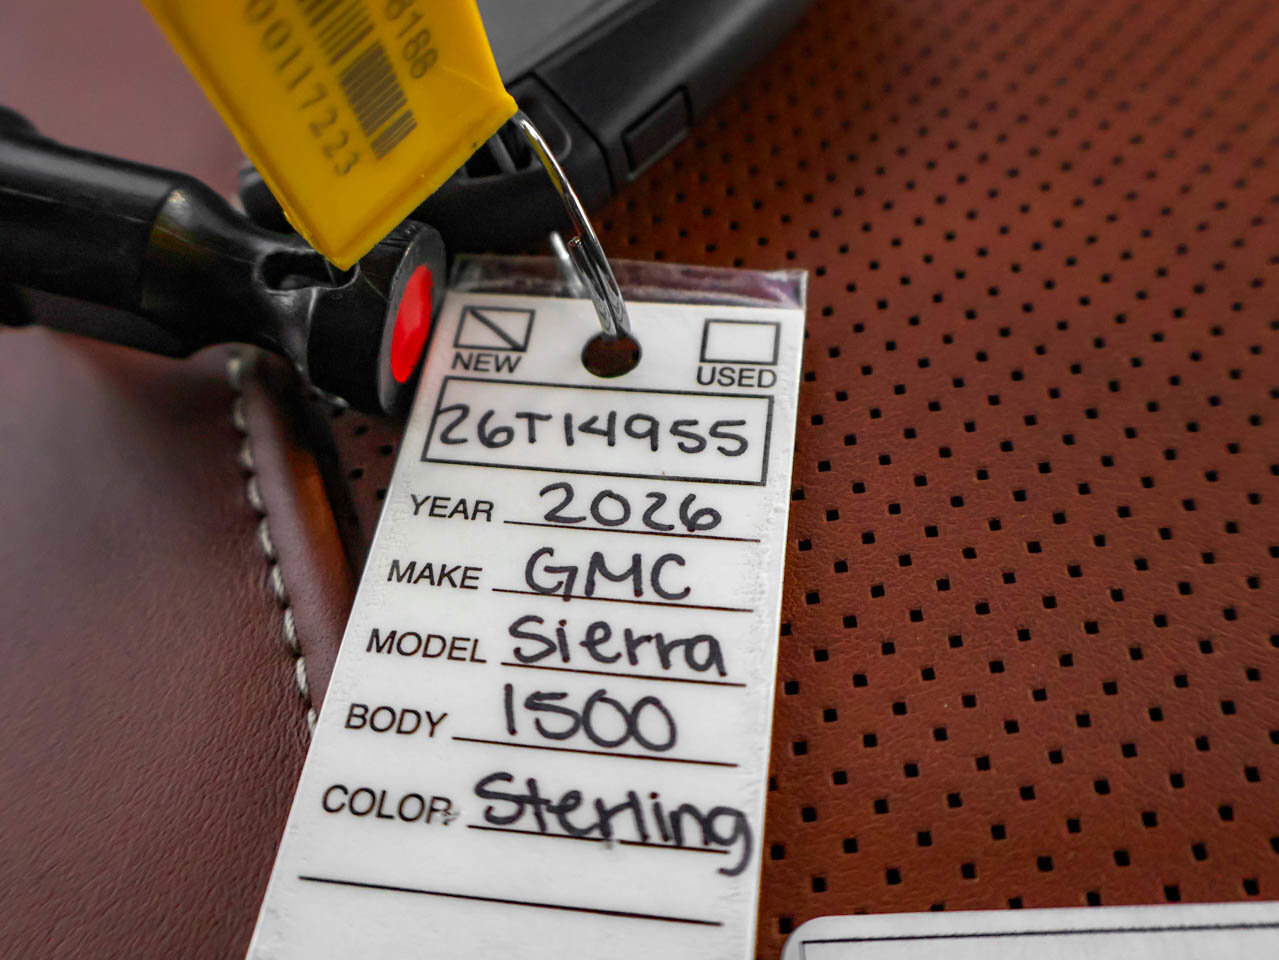 00117223
NEW
USED
26T14955
YEAR 2026
MAKE GMC
MODEL Sierra
BODY 1500
COLOR Sterling